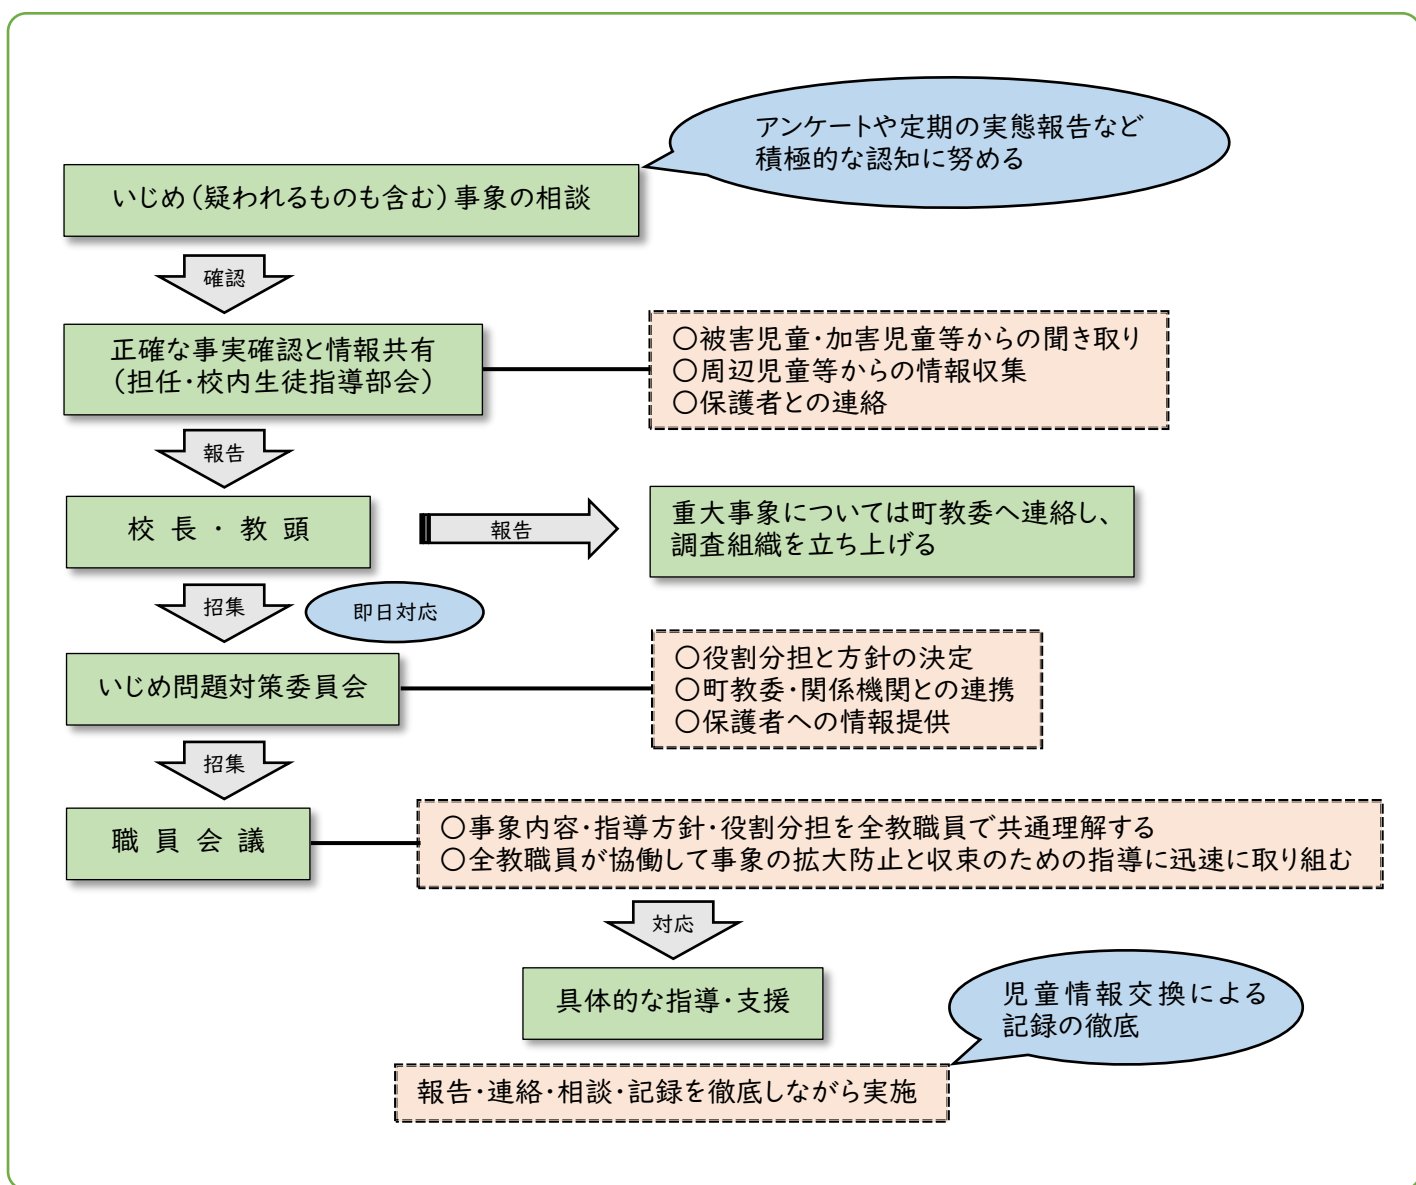 アンケートや定期の実態報告など
積極的な認知に努める
いじめ（疑われるものも含む）事象の相談
確認
正確な事実確認と情報共有
（担任・校内生徒指導部会）
〇被害児童・加害児童等からの聞き取り
〇周辺児童等からの情報収集
〇保護者との連絡
報告
校 長 ・ 教 頭
報告
重大事象については町教委へ連絡し、
調査組織を立ち上げる
招集
即日対応
いじめ問題対策委員会
〇役割分担と方針の決定
〇町教委・関係機関との連携
〇保護者への情報提供
招集
職 員 会 議
〇事象内容・指導方針・役割分担を全教職員で共通理解する
〇全教職員が協働して事象の拡大防止と収束のための指導に迅速に取り組む
対応
具体的な指導・支援
児童情報交換による
記録の徹底
報告・連絡・相談・記録を徹底しながら実施